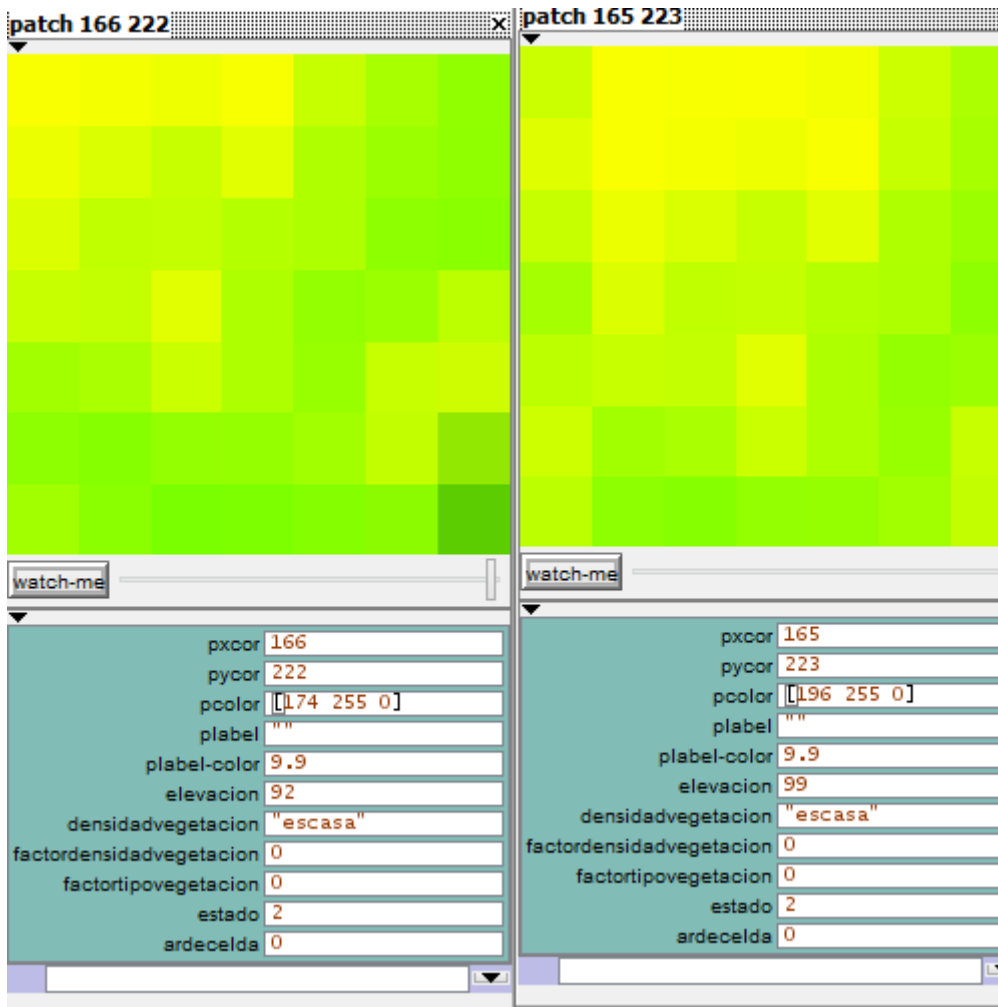 patch 166 222
watch-me
pxcor 166
pycor 222
pcolor [174 255 0]
plabel ""
plabel-color 9.9
elevacion 92
densidadvegetacion "escasa"
factordensidadvegetacion 0
factortipovegetacion 0
estado 2
ardecelda 0
patch 165 223
watch-me
pxcor 165
pycor 223
pcolor [196 255 0]
plabel ""
plabel-color 9.9
elevacion 99
densidadvegetacion "escasa"
factordensidadvegetacion 0
factortipovegetacion 0
estado 2
ardecelda 0